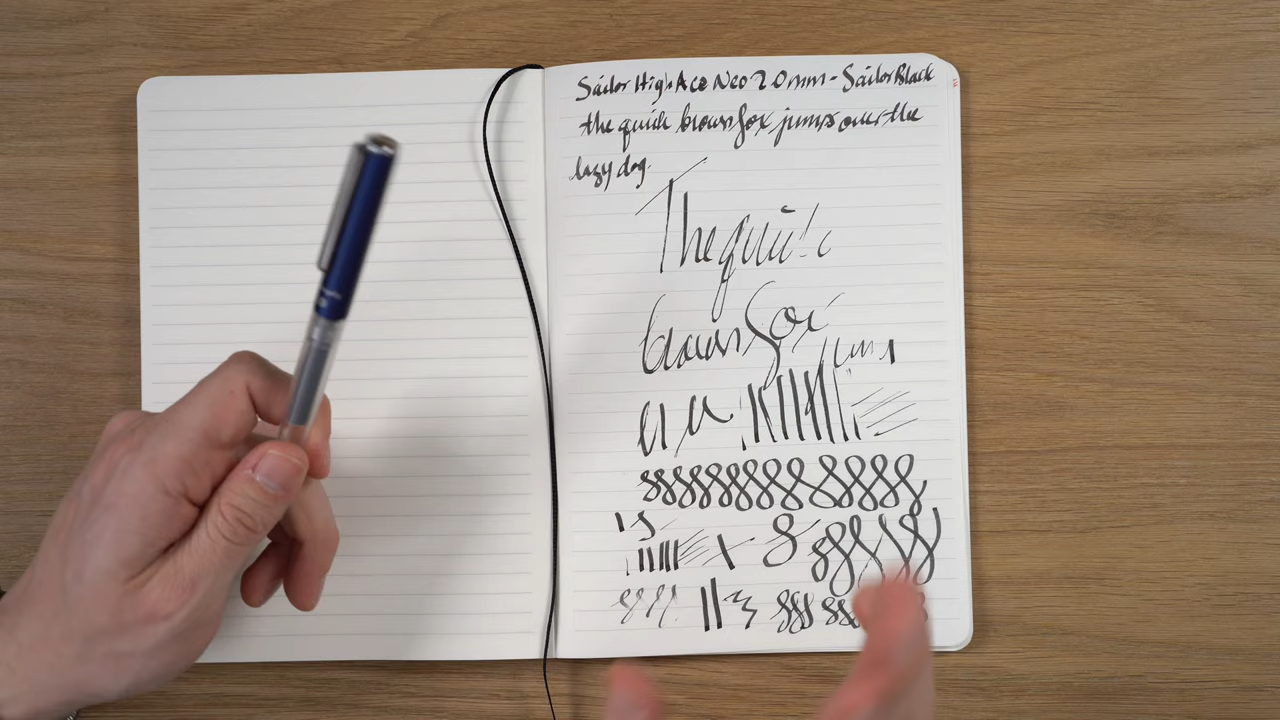 Sailor HighAce Neo 2.0mm - Sailor Black
the quick brown fox jumps over the
lazy dog.
The quick
brown fox